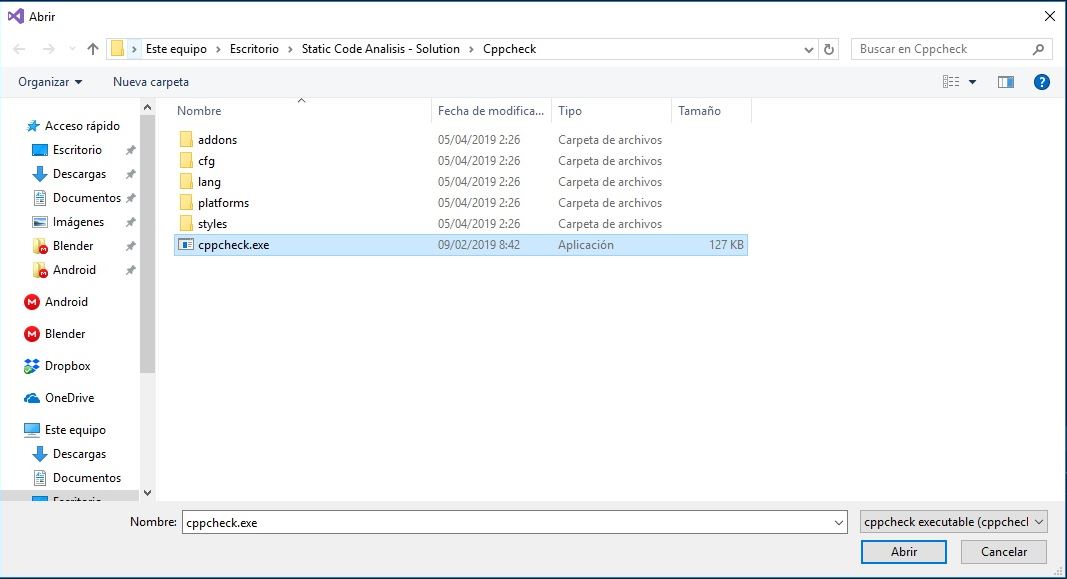 Abrir
Este equipo > Escritorio > Static Code Analisis - Solution > Cppcheck
Buscar en Cppcheck
Organizar
Nueva carpeta
Nombre
Fecha de modifica...
Tipo
Tamaño
Acceso rápido
Escritorio
Descargas
Documentos
Imágenes
Blender
Android
Android
Blender
Dropbox
OneDrive
Este equipo
Descargas
Documentos
Escritorio
addons 05/04/2019 2:26 Carpeta de archivos
cfg 05/04/2019 2:26 Carpeta de archivos
lang 05/04/2019 2:26 Carpeta de archivos
platforms 05/04/2019 2:26 Carpeta de archivos
styles 05/04/2019 2:26 Carpeta de archivos
cppcheck.exe 09/02/2019 8:42 Aplicación 127 KB
Nombre: cppcheck.exe
cppcheck executable (cppchecl
Abrir
Cancelar